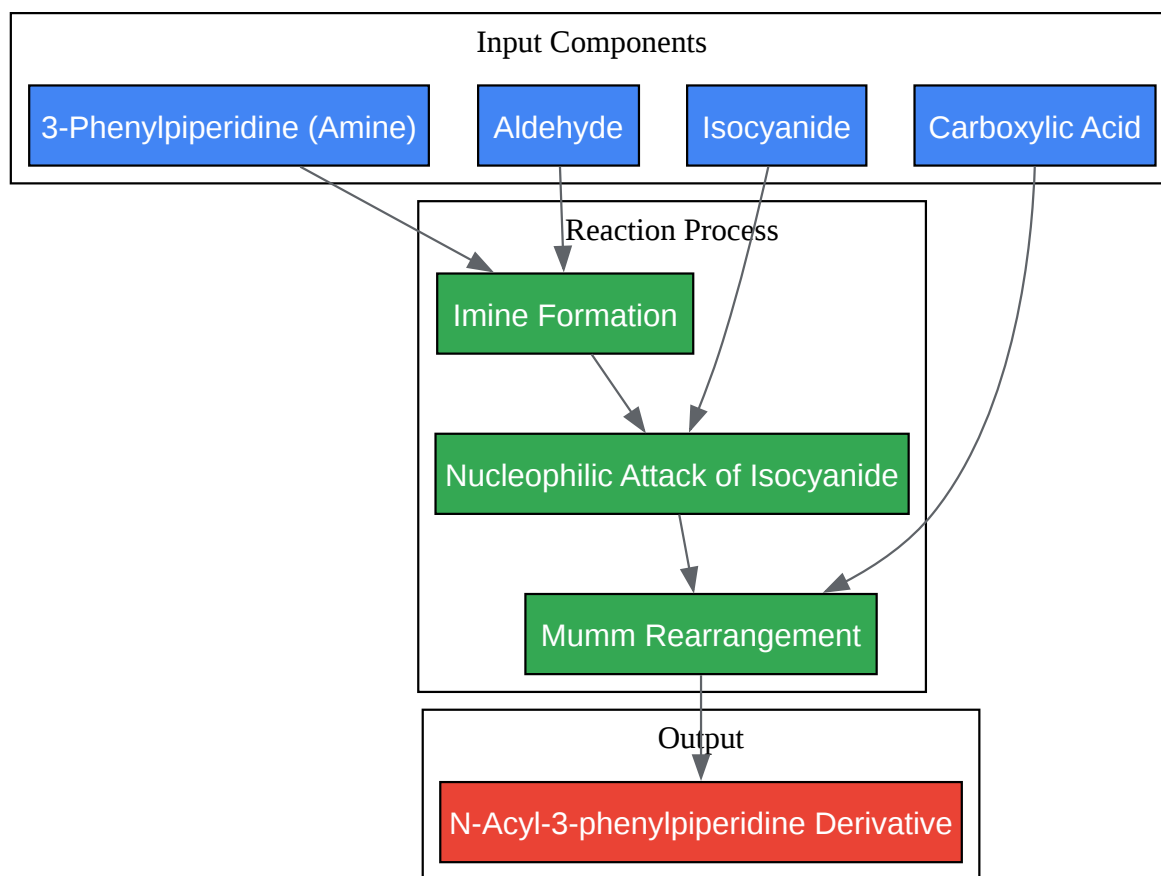 Input Components
3-Phenylpiperidine (Amine)
Aldehyde
Isocyanide
Carboxylic Acid
Reaction Process
Imine Formation
Nucleophilic Attack of Isocyanide
Mumm Rearrangement
Output
N-Acyl-3-phenylpiperidine Derivative